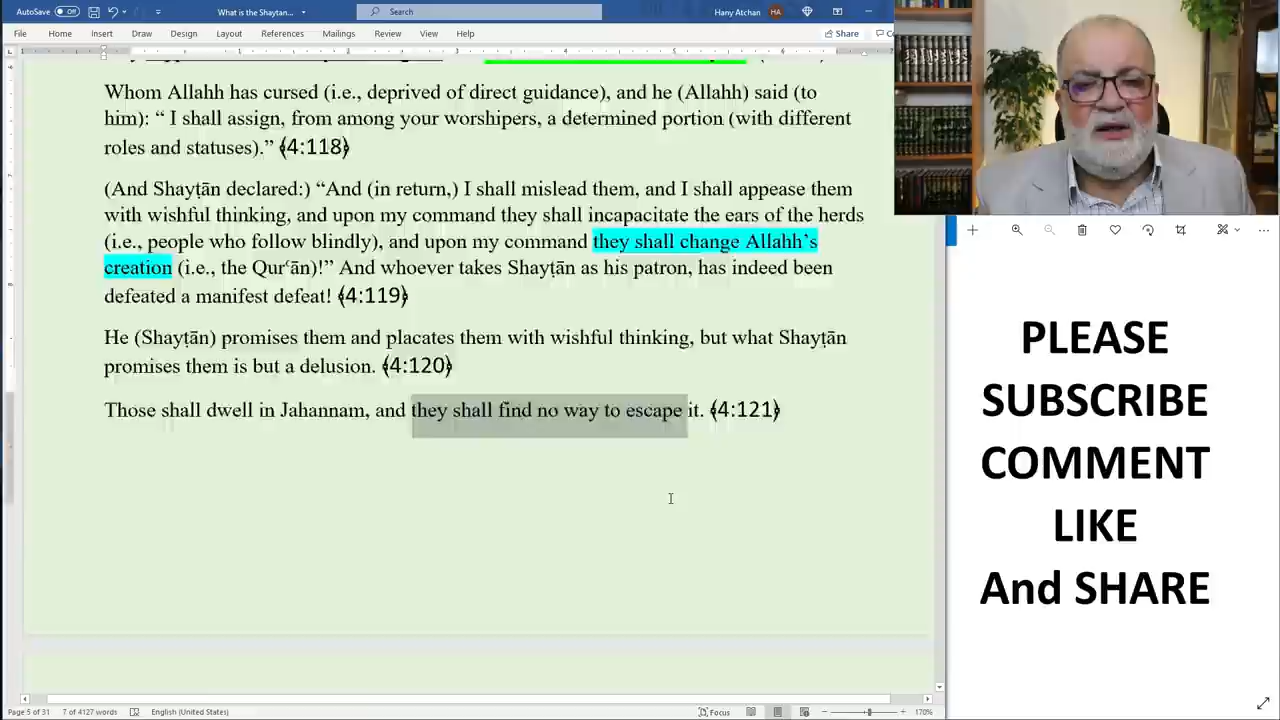 AutoSave Off What is the Shaytan... Search Hany Atchan HA
File Home Insert Draw Design Layout References Mailings Review View Help Share
Whom Allahh has cursed (i.e., deprived of direct guidance), and he (Allahh) said (to
him): “ I shall assign, from among your worshipers, a determined portion (with different
roles and statuses).” ﴾4:118﴿
(And Shayṭān declared:) “And (in return,) I shall mislead them, and I shall appease them
with wishful thinking, and upon my command they shall incapacitate the ears of the herds
(i.e., people who follow blindly), and upon my command they shall change Allahh’s
creation (i.e., the Qurʿān)!” And whoever takes Shayṭān as his patron, has indeed been
defeated a manifest defeat! ﴾4:119﴿
He (Shayṭān) promises them and placates them with wishful thinking, but what Shayṭān
promises them is but a delusion. ﴾4:120﴿
Those shall dwell in Jahannam, and they shall find no way to escape it. ﴾4:121﴿
PLEASE
SUBSCRIBE
COMMENT
LIKE
And SHARE
Page 5 of 31 7 of 4127 words English (United States) Focus 170%